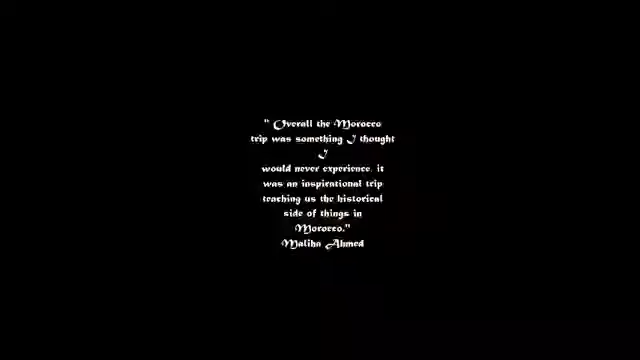 " Overall the Morocco
trip was something I thought
I
would never experience. it
was an inspirational trip
teaching us the historical
side of things in
Morocco."
Maliha Ahmed